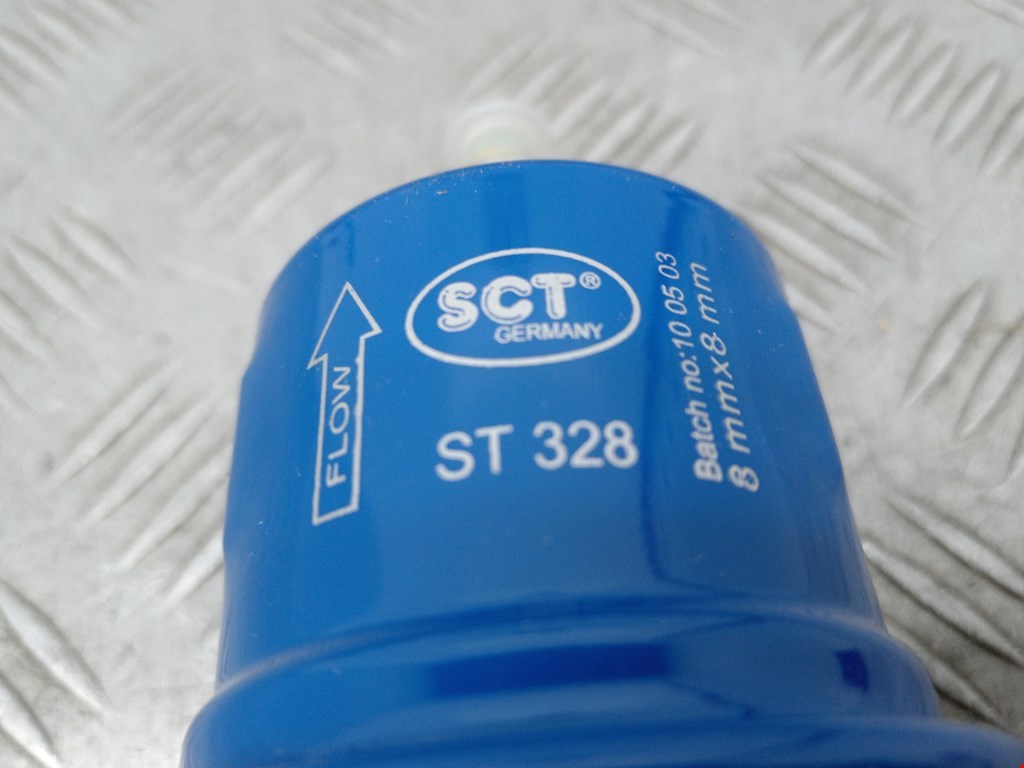 FLOW
SCT®
GERMANY
ST 328
Batch no:10 05 03
8 mmx8 mm